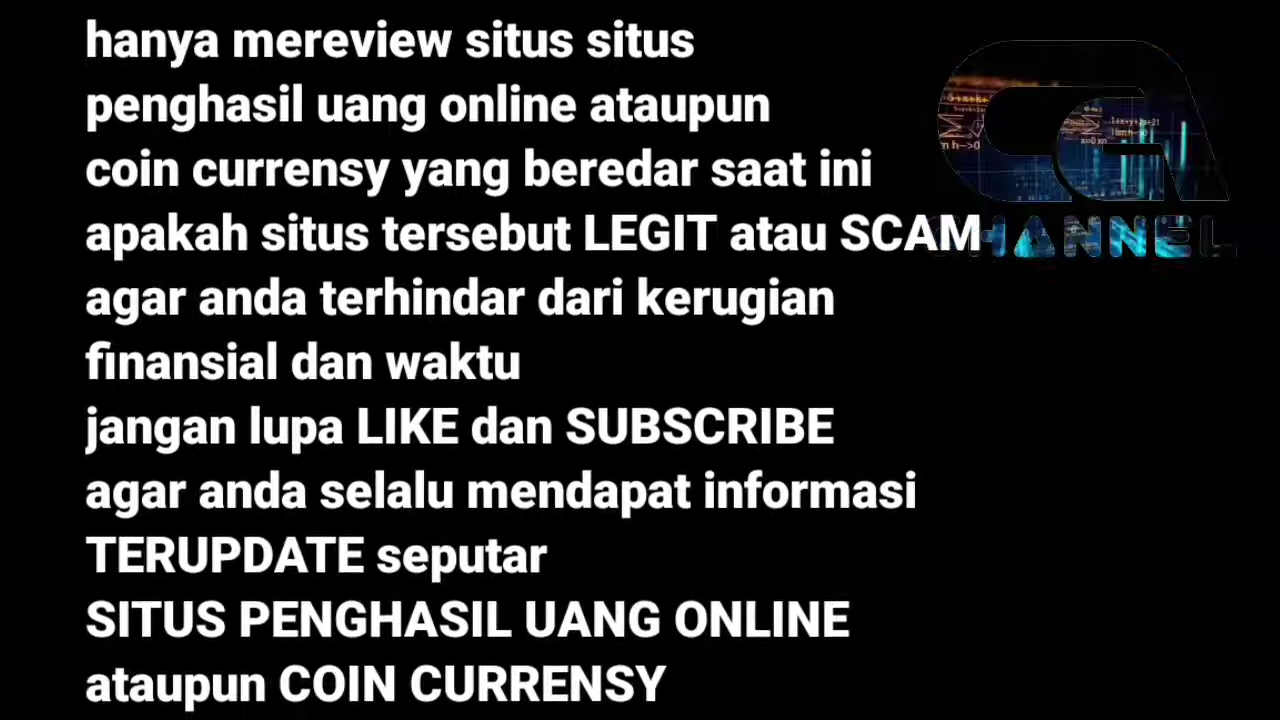 hanya mereview situs situs
penghasil uang online ataupun
coin currensy yang beredar saat ini
apakah situs tersebut LEGIT atau SCAM
agar anda terhindar dari kerugian
finansial dan waktu
jangan lupa LIKE dan SUBSCRIBE
agar anda selalu mendapat informasi
TERUPDATE seputar
SITUS PENGHASIL UANG ONLINE
ataupun COIN CURRENSY
CHANNEL